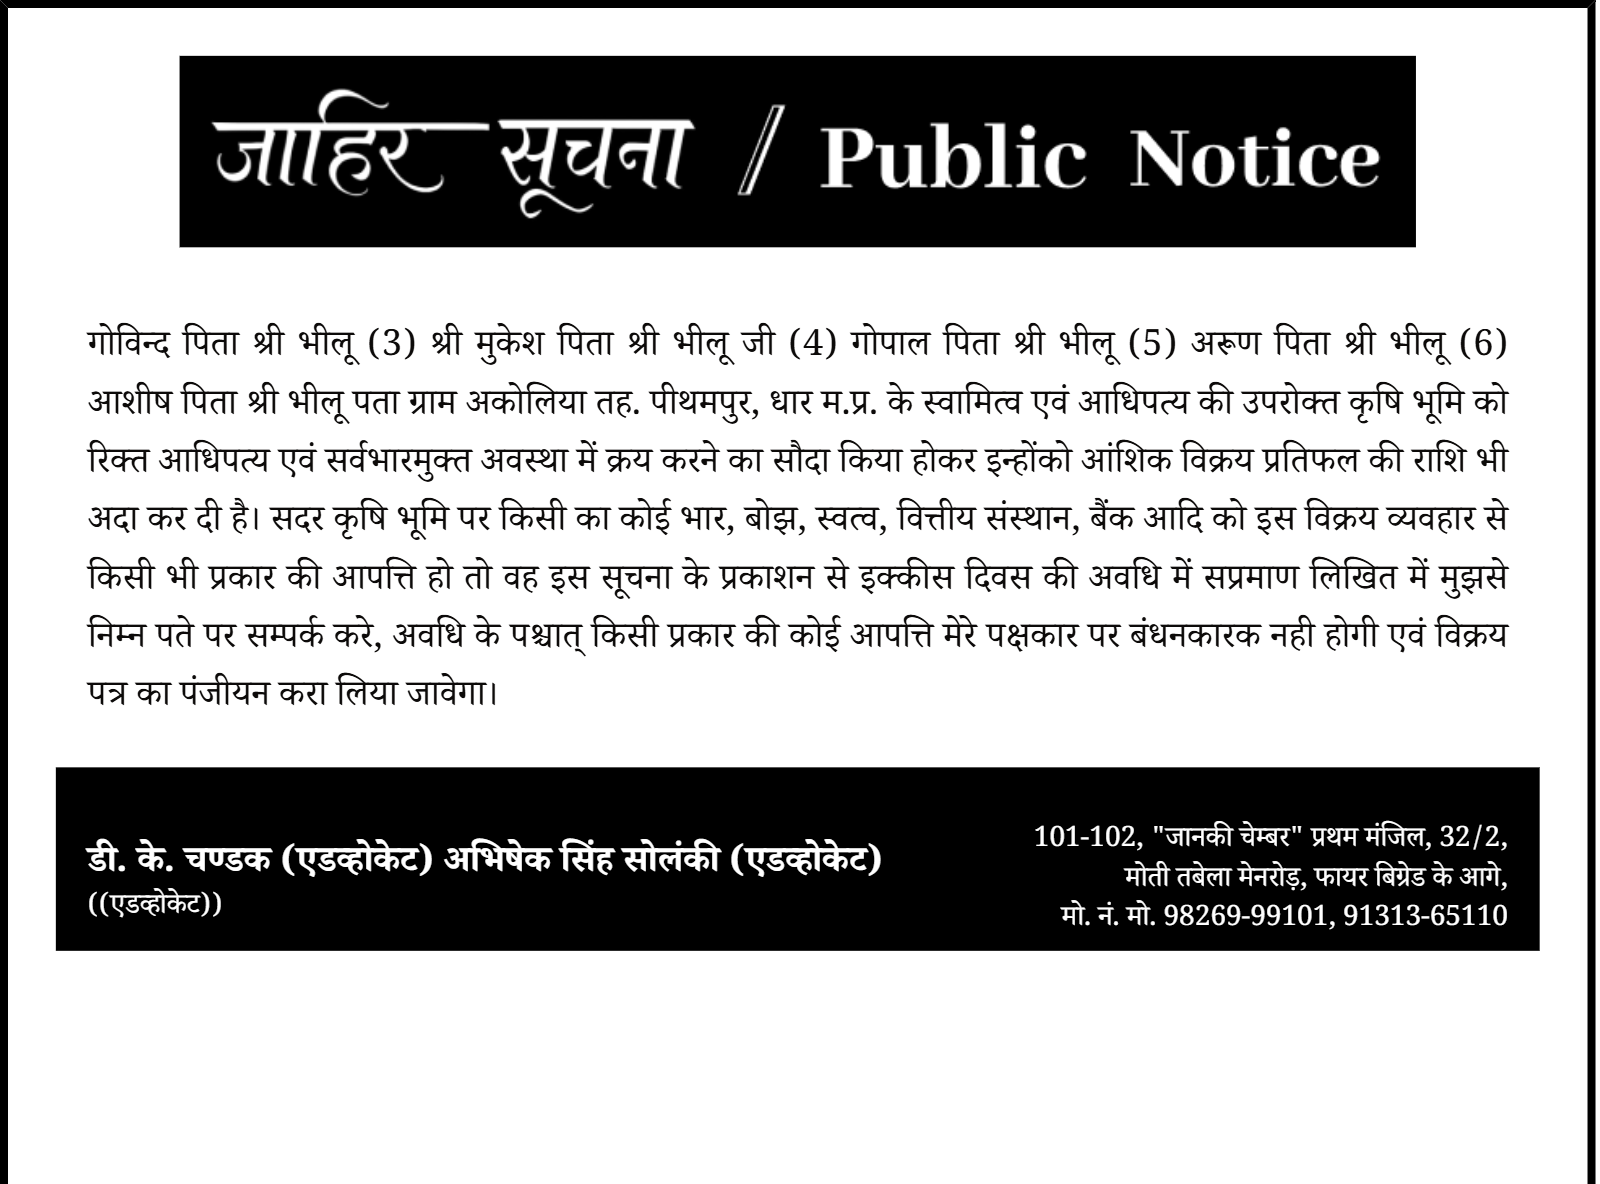 जाहिर सूचना // Public Notice
गोविन्द पिता श्री भीलू (3) श्री मुकेश पिता श्री भीलू जी (4) गोपाल पिता श्री भीलू (5) अरूण पिता श्री भीलू (6)
आशीष पिता श्री भीलू पता ग्राम अकोलिया तह. पीथमपुर, धार म.प्र. के स्वामित्व एवं आधिपत्य की उपरोक्त कृषि भूमि को
रिक्त आधिपत्य एवं सर्वभारमुक्त अवस्था में क्रय करने का सौदा किया होकर इन्होंको आंशिक विक्रय प्रतिफल की राशि भी
अदा कर दी है। सदर कृषि भूमि पर किसी का कोई भार, बोझ, स्वत्व, वित्तीय संस्थान, बैंक आदि को इस विक्रय व्यवहार से
किसी भी प्रकार की आपत्ति हो तो वह इस सूचना के प्रकाशन से इक्कीस दिवस की अवधि में सप्रमाण लिखित में मुझसे
निम्न पते पर सम्पर्क करे, अवधि के पश्चात् किसी प्रकार की कोई आपत्ति मेरे पक्षकार पर बंधनकारक नही होगी एवं विक्रय
पत्र का पंजीयन करा लिया जावेगा।
डी. के. चण्डक (एडव्होकेट) अभिषेक सिंह सोलंकी (एडव्होकेट)
((एडव्होकेट))
101-102, "जानकी चेम्बर" प्रथम मंजिल, 32/2,
मोती तबेला मेनरोड़, फायर बिग्रेड के आगे,
मो. नं. मो. 98269-99101, 91313-65110